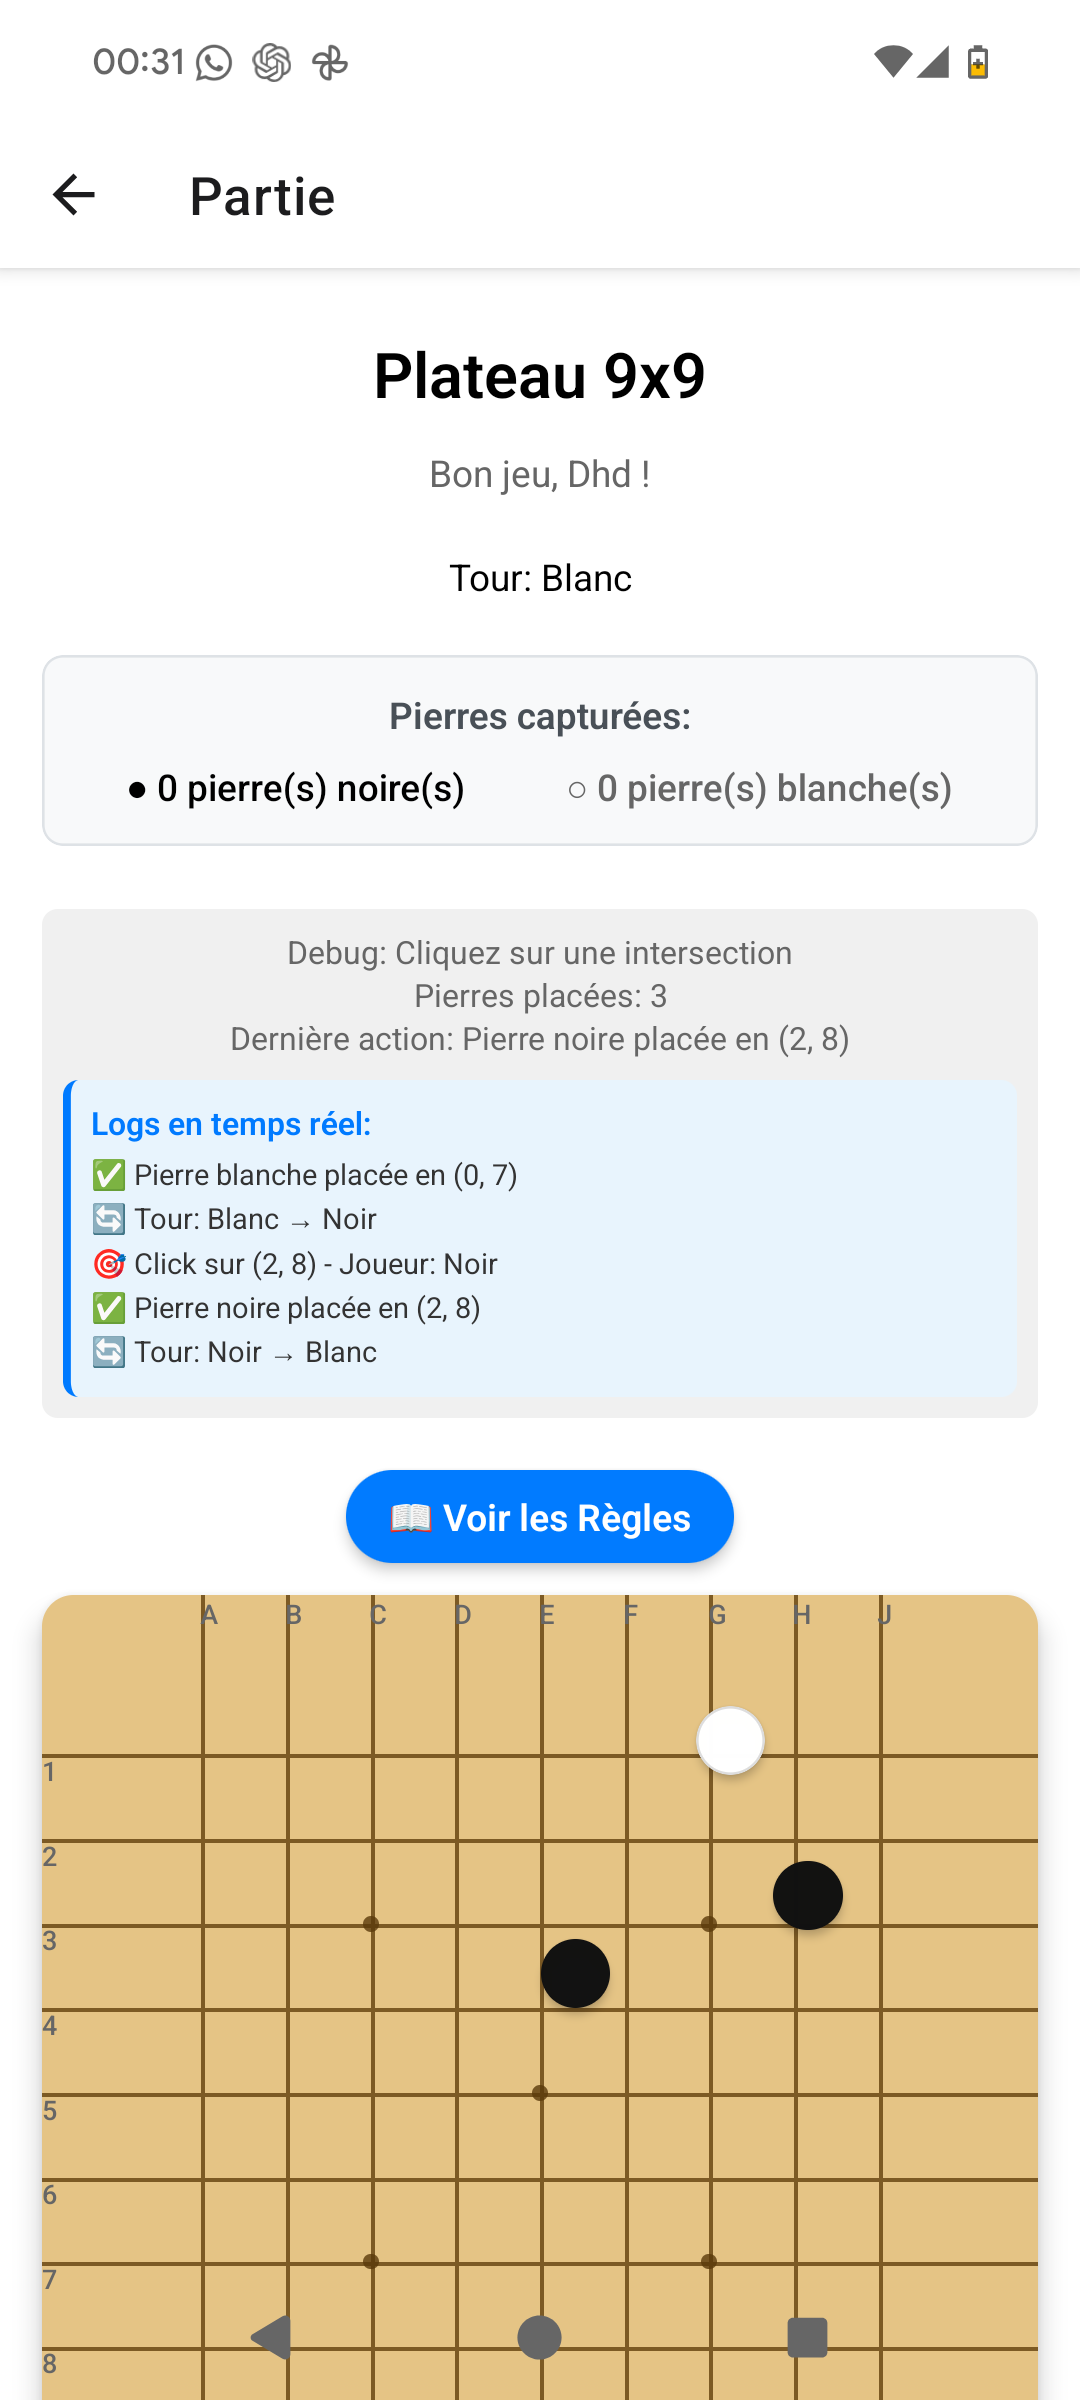 00:31
Partie
Plateau 9x9
Bon jeu, Dhd !
Tour: Blanc
Pierres capturées:
● 0 pierre(s) noire(s) ○ 0 pierre(s) blanche(s)
Debug: Cliquez sur une intersection
Pierres placées: 3
Dernière action: Pierre noire placée en (2, 8)
Logs en temps réel:
✅ Pierre blanche placée en (0, 7)
🔄 Tour: Blanc → Noir
🎯 Click sur (2, 8) - Joueur: Noir
✅ Pierre noire placée en (2, 8)
🔄 Tour: Noir → Blanc
📖 Voir les Règles
A B C D E F G H J
1
2
3
4
5
6
7
8